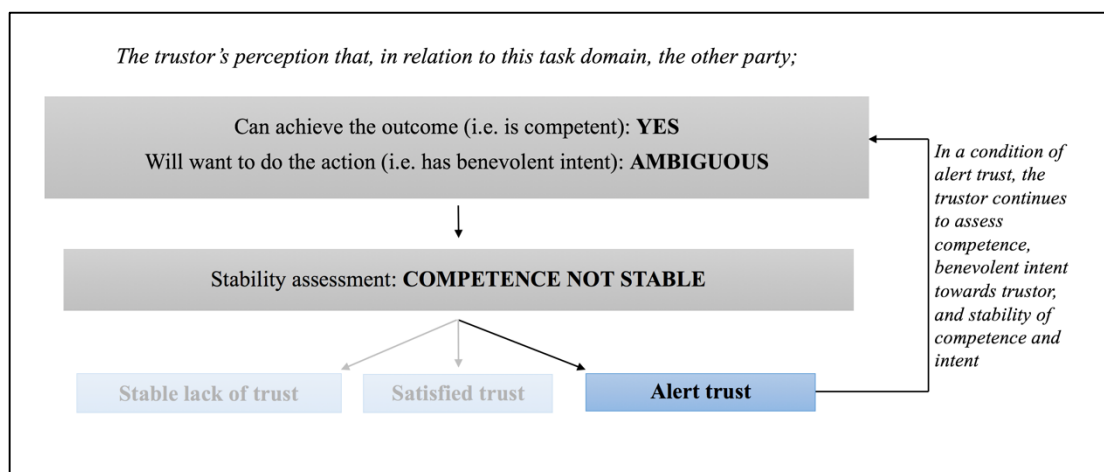 The trustor's perception that, in relation to this task domain, the other party;
Can achieve the outcome (i.e. is competent): YES
Will want to do the action (i.e. has benevolent intent): AMBIGUOUS
Stability assessment: COMPETENCE NOT STABLE
Stable lack of trust
Satisfied trust
Alert trust
In a condition of
alert trust, the
trustor continues
to assess
competence,
benevolent intent
towards trustor,
and stability of
competence and
intent